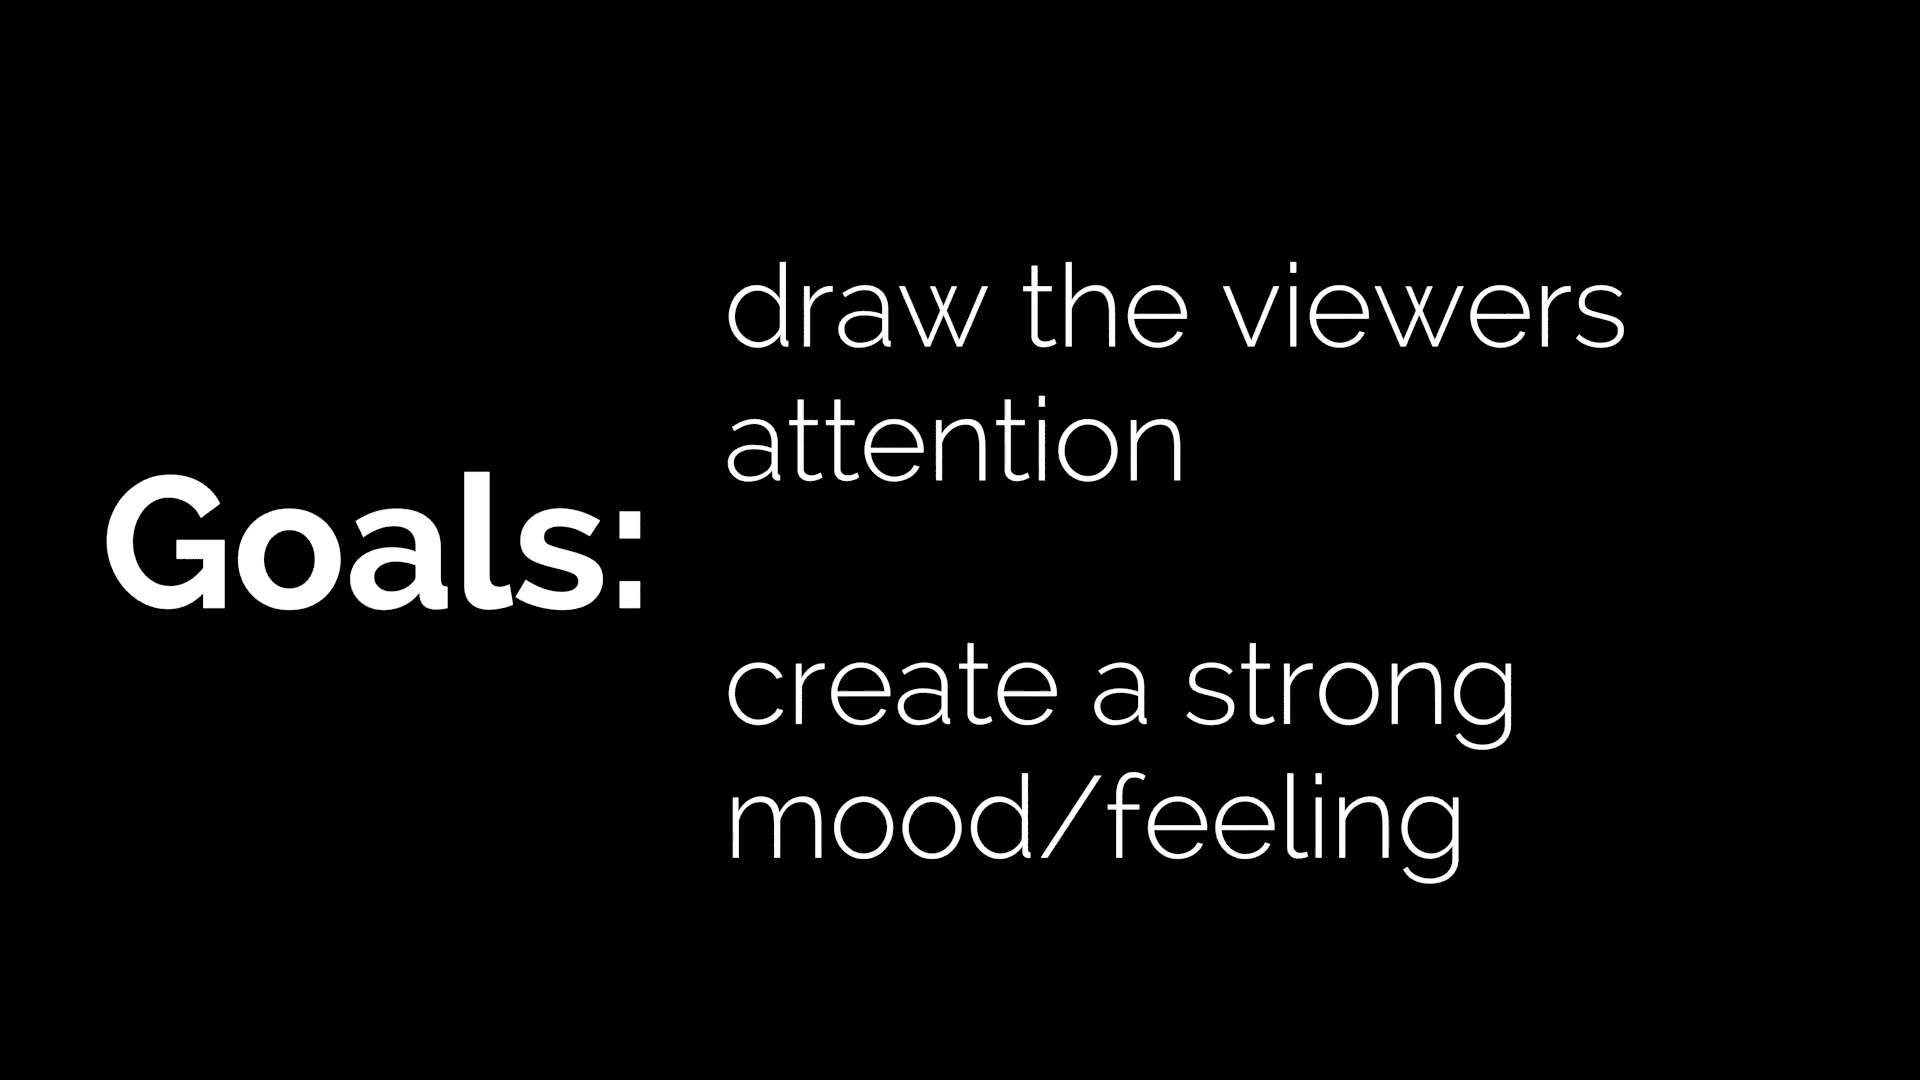 Goals:
draw the viewers
attention
create a strong
mood/feeling